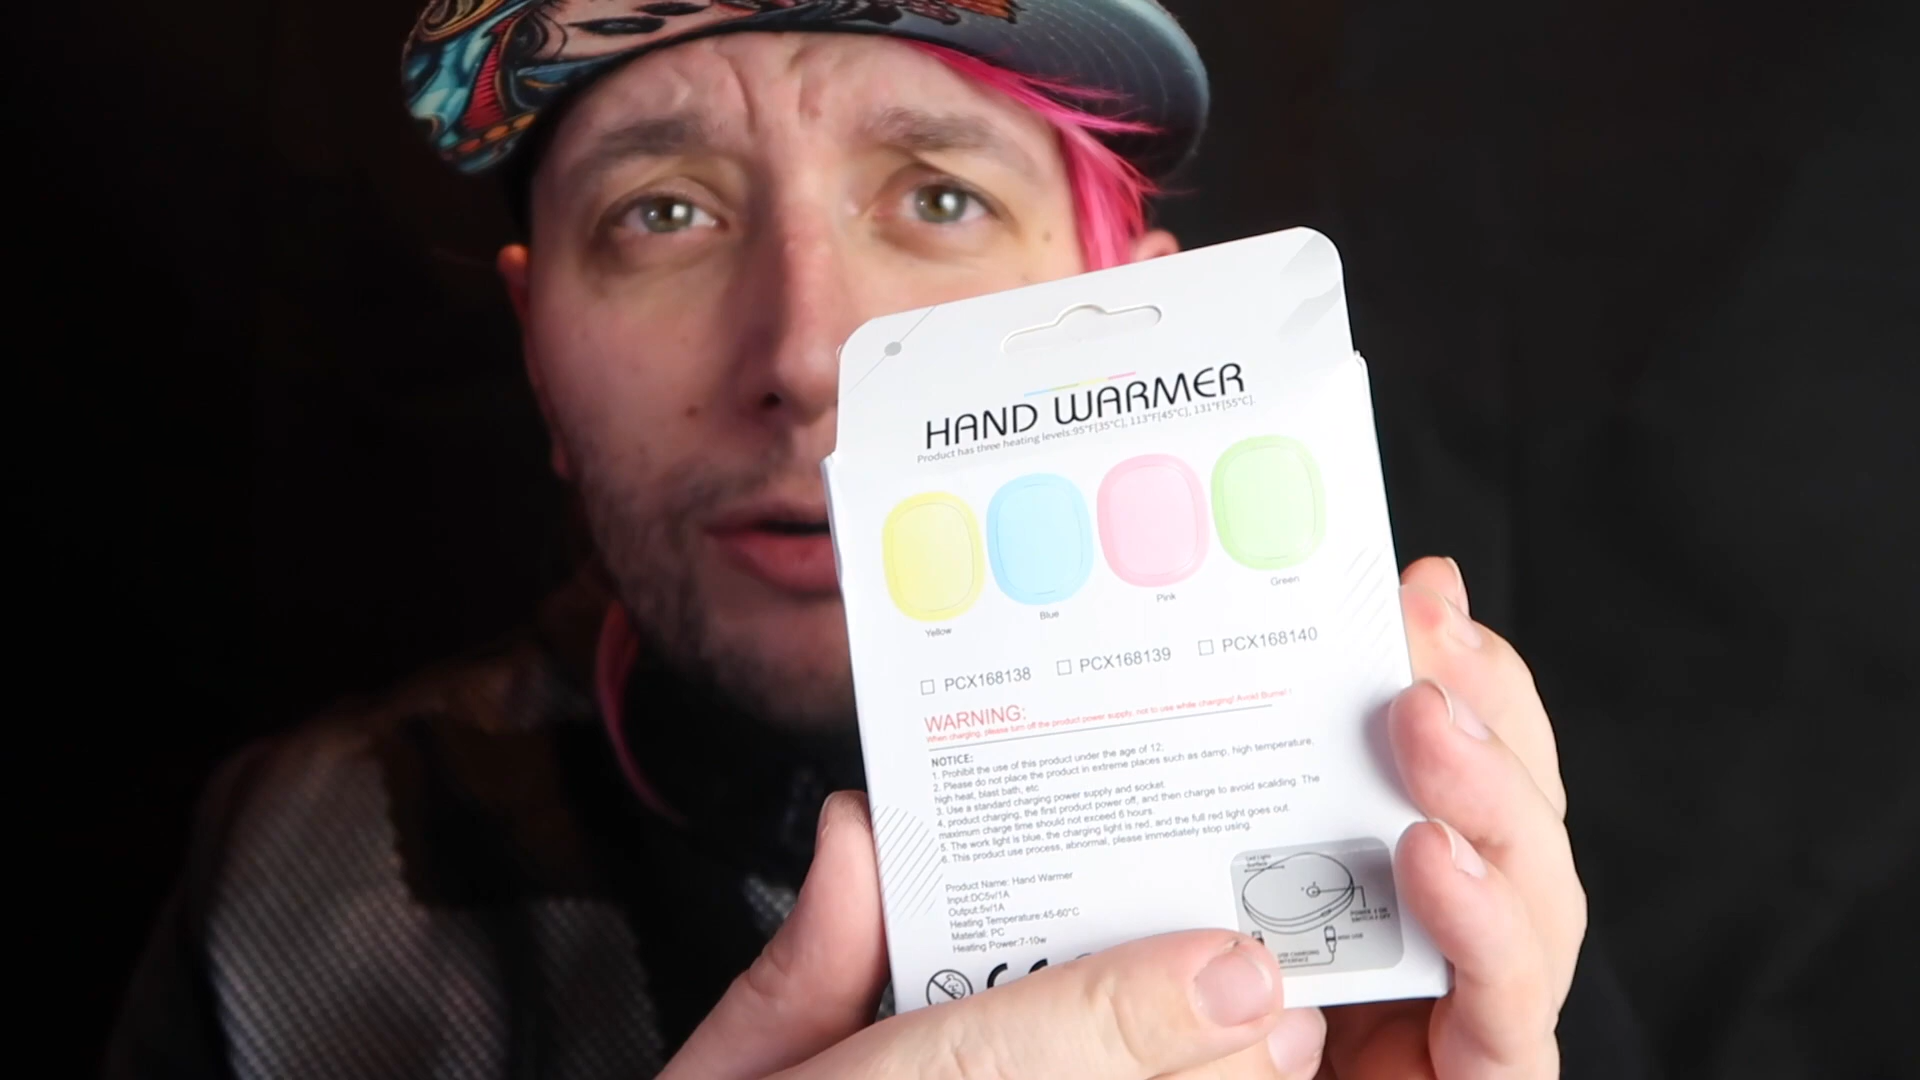 HAND WARMER
Product has three heating levels:95°F[35°C], 113°F[45°C], 131°F[55°C].
Yellow Blue Pink Green
PCX168138 PCX168139 PCX168140
WARNING:
When charging, please turn off the product power supply, not to use while charging! Avoid Burns!
NOTICE:
1. Prohibit the use of this product under the age of 12;
2. Please do not place the product in extreme places such as damp, high temperature,
high heat, blast bath, etc
3. Use a standard charging power supply and socket.
4, product charging, the first product power off, and then charge to avoid scalding. The
maximum charge time should not exceed 6 hours.
5. The work light is blue, the charging light is red, and the full red light goes out.
6. This product use process, abnormal, please immediately stop using.
Product Name: Hand Warmer
Input:DC5v/1A
Output:5v/1A
Heating Temperature:45-60°C
Material: PC
Heating Power:7-10w
Led Light
Surface
POWER
SWITCH
USB
CHARGING